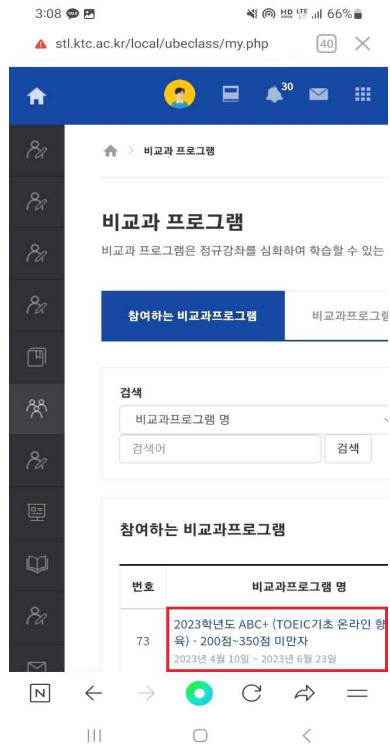 3:08
66%
stl.ktc.ac.kr/local/ubeclass/my.php
40
30
비교과 프로그램
비교과 프로그램
비교과 프로그램은 정규강좌를 심화하여 학습할 수 있는
참여하는 비교과프로그램
비교과프로그램
검색
비교과프로그램 명
검색어
검색
참여하는 비교과프로그램
번호 비교과프로그램 명
73
2023학년도 ABC+ (TOEIC기초 온라인 향
육) - 200점~350점 미만자
2023년 4월 10일 ~ 2023년 6월 23일
N